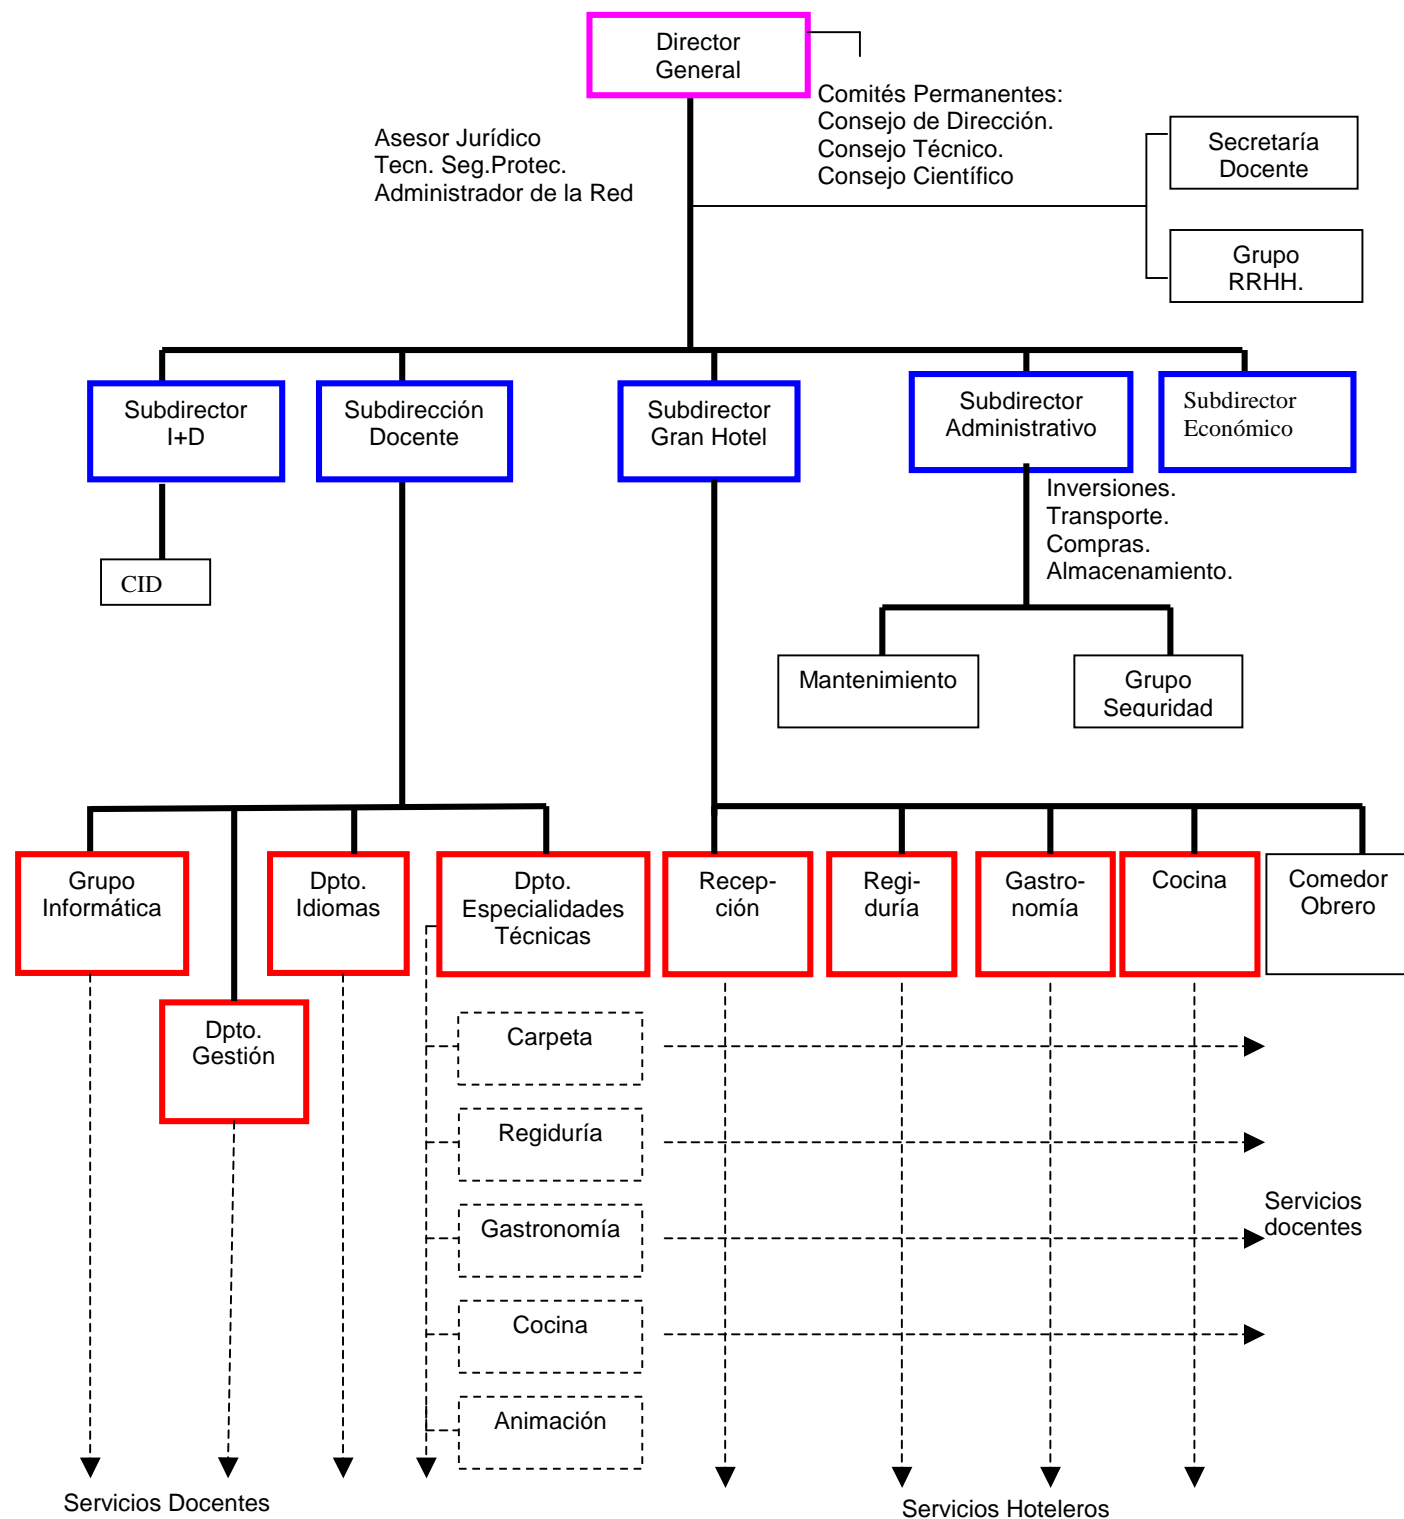 Director
General
Comités Permanentes:
Consejo de Dirección.
Consejo Técnico.
Consejo Científico
Asesor Jurídico
Tecn. Seg.Protec.
Administrador de la Red
Secretaría
Docente
Grupo
RRHH.
Subdirector
I+D
Subdirección
Docente
Subdirector
Gran Hotel
Subdirector
Administrativo
Subdirector
Económico
Inversiones.
Transporte.
Compras.
Almacenamiento.
CID
Mantenimiento
Grupo
Seguridad
Grupo
Informática
Dpto.
Idiomas
Dpto.
Especialidades
Técnicas
Recep-
ción
Regi-
duría
Gastro-
nomía
Cocina
Comedor
Obrero
Dpto.
Gestión
Carpeta
Regiduría
Gastronomía
Cocina
Animación
Servicios
docentes
Servicios Docentes
Servicios Hoteleros